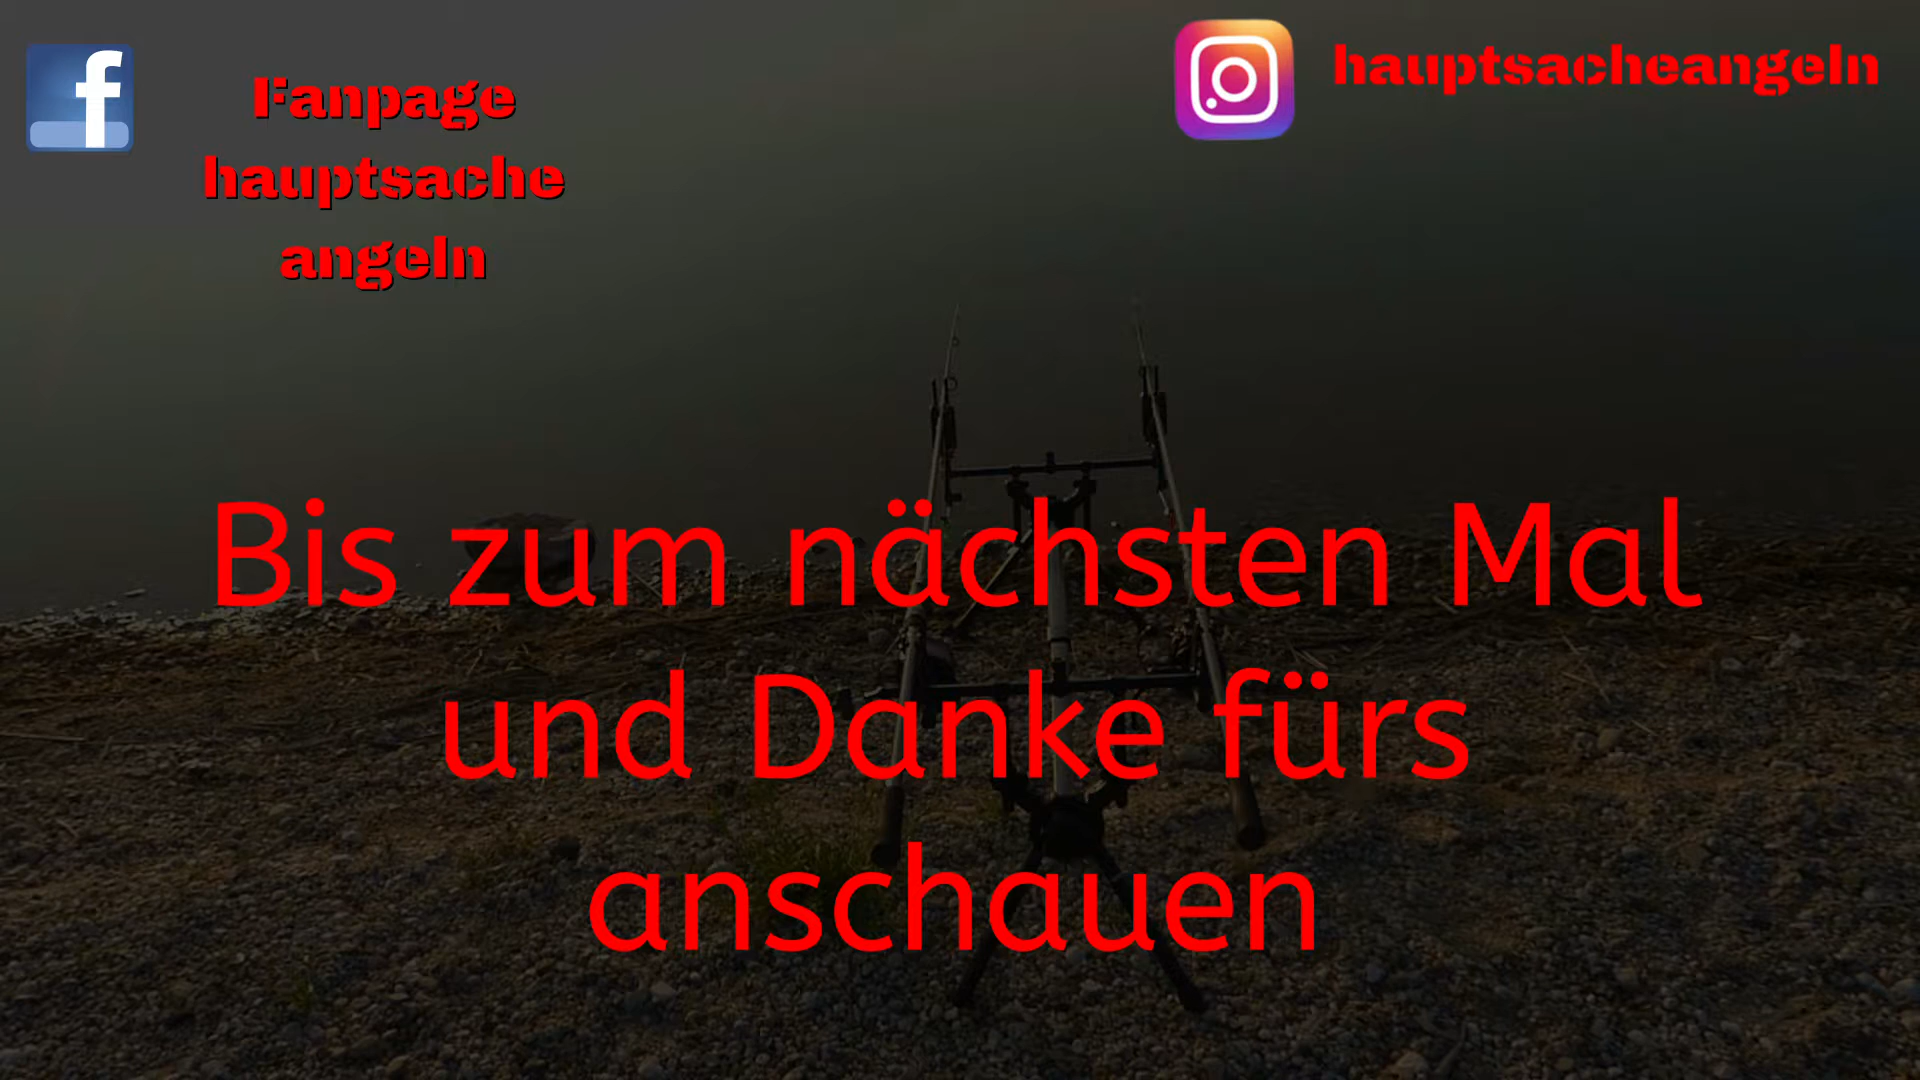 Fanpage
hauptsache
angeln
hauptsacheangeln
Bis zum nächsten Mal
und Danke fürs
anschauen